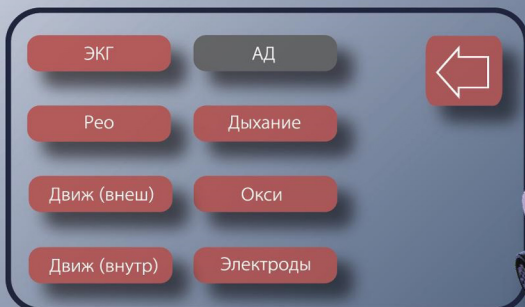 ЭКГ
АД
Рео
Дыхание
Движ (внеш)
Окси
Движ (внутр)
Электроды